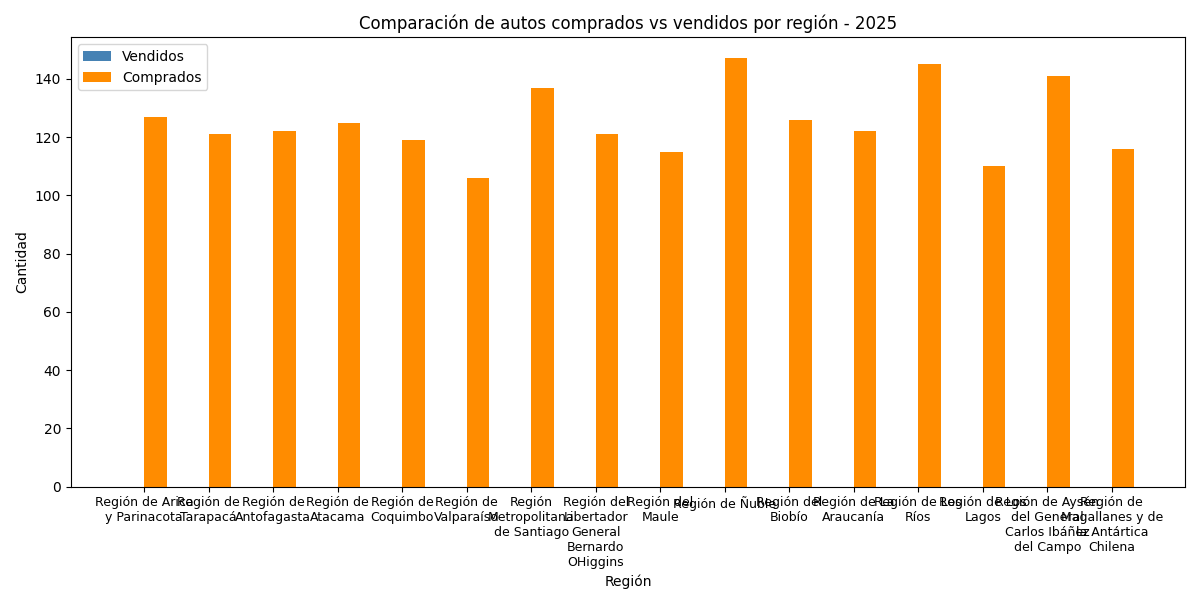 Comparación de autos comprados vs vendidos por región - 2025
Vendidos
Comprados
Cantidad
140
120
100
80
60
40
20
0
Región de Arica
y Parinacota
Región de
Tarapacá
Región de
Antofagasta
Región de
Atacama
Región de
Coquimbo
Región de
Valparaíso
Región
Metropolitana
de Santiago
Región del
Libertador
General
Bernardo
OHiggins
Región del
Maule
Región de Ñuble
Región del
Biobío
Región de La
Araucanía
Región de Los
Ríos
Región de Los
Lagos
Región de Aysén
del General
Carlos Ibáñez
del Campo
Región de
Magallanes y de
la Antártica
Chilena
Región